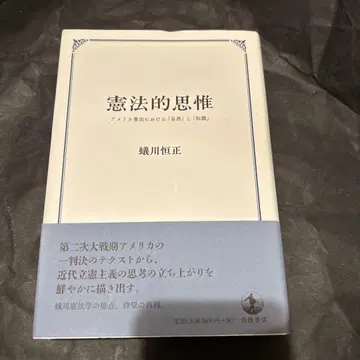 憲法的思惟
アメリカ憲法における「自然」と「知識」
蟻川恒正
第二次大戦期アメリカの
一判決のテクストから、
近代立憲主義の思考の立ち上がりを
鮮やかに描き出す。
蟻川憲法学の原点、待望の再刊。
岩波書店